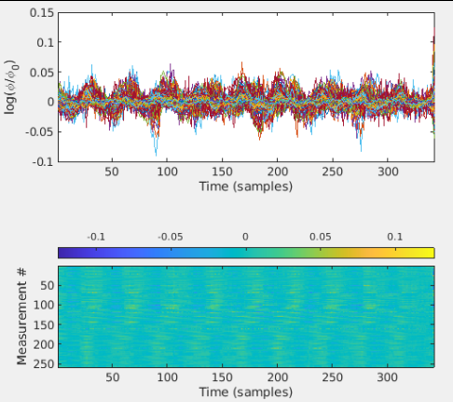 0.15
0.1
0.05
0
-0.05
-0.1
log(ϕ/ϕ₀)
50 100 150 200 250 300
Time (samples)
-0.1 -0.05 0 0.05 0.1
Measurement #
50
100
150
200
250
50 100 150 200 250 300
Time (samples)